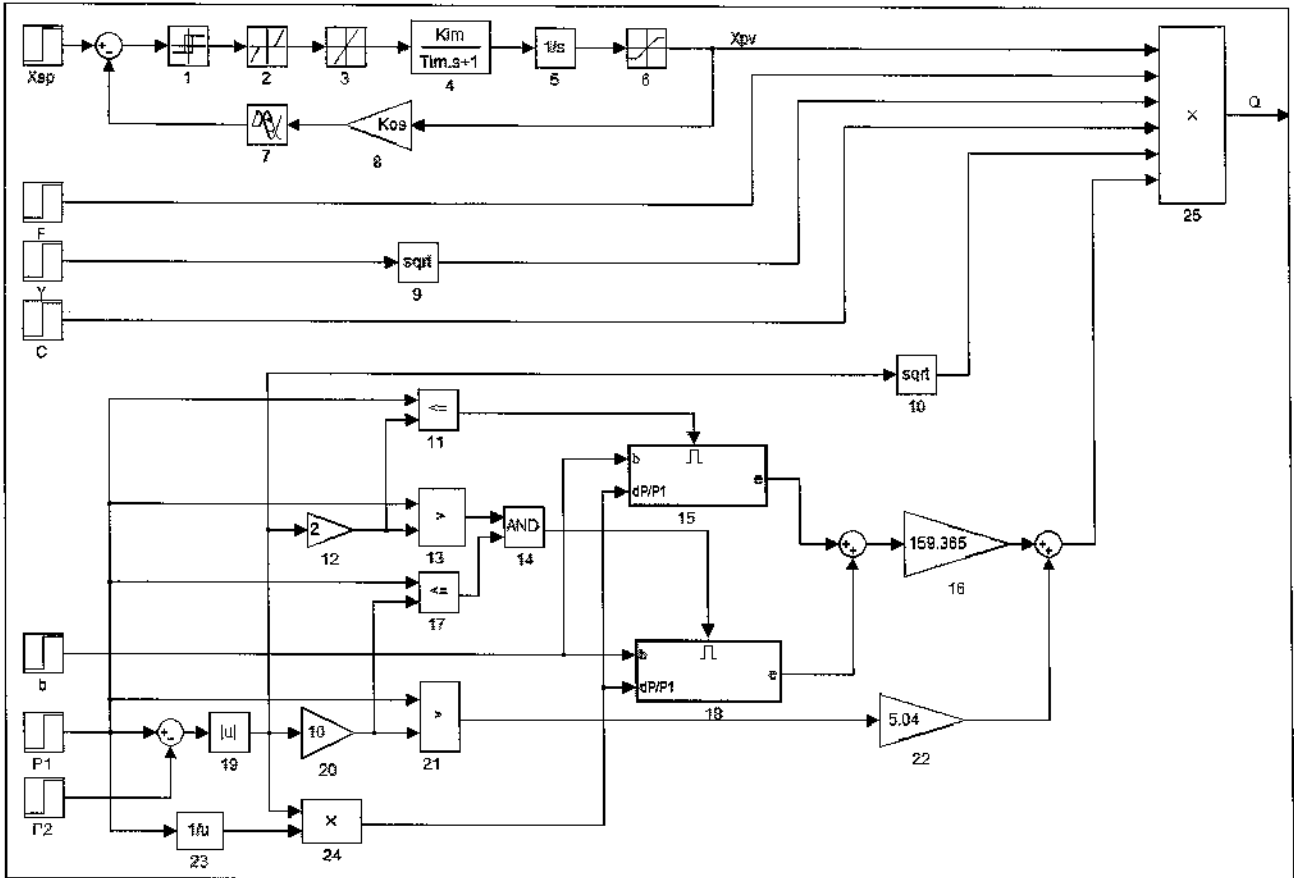 Xsp
+
-
1
2
3
Kim
Tim.s+1
4
1/s
5
6
Xpv
7
Kos
8
×
25
Q
F
Y
sqrt
9
C
sqrt
10
<=
11
2
12
>
13
AND
14
b
dP/P1
e
15
+
+
159.365
16
+
+
<=
17
b
b
dP/P1
e
18
P1
+
-
|u|
19
10
20
>
21
5.04
22
P2
1/u
23
×
24